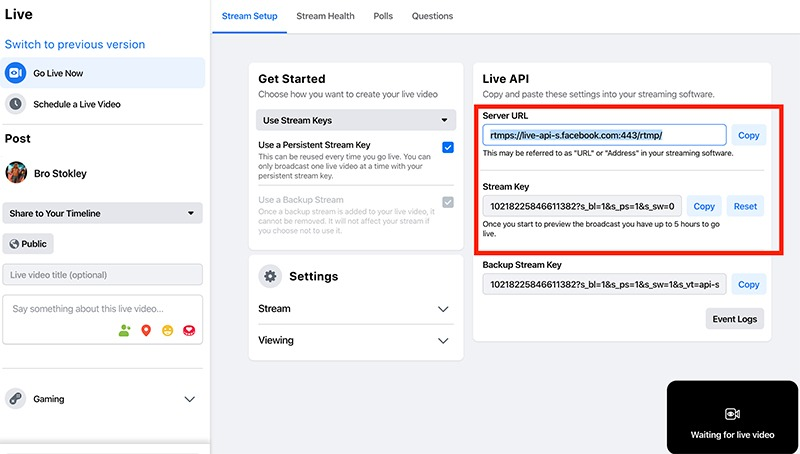 Live
Switch to previous version
Go Live Now
Schedule a Live Video
Post
Bro Stokley
Share to Your Timeline
Public
Live video title (optional)
Say something about this live video...
Gaming
Stream Setup
Stream Health
Polls
Questions
Get Started
Choose how you want to create your live video
Use Stream Keys
Use a Persistent Stream Key
This can be reused every time you go live. You can
only broadcast one live video at a time with your
persistent stream key.
Use a Backup Stream
Once a backup stream is added to your live video, it
cannot be removed. It will not affect your stream if
you choose not to use it.
Settings
Stream
Viewing
Live API
Copy and paste these settings into your streaming software.
Server URL
rtmps://live-api-s.facebook.com:443/rtmp/
Copy
This may be referred to as "URL" or "Address" in your streaming software.
Stream Key
10218225846611382?s_bl=1&s_ps=1&s_sw=0
Copy
Reset
Once you start to preview the broadcast you have up to 5 hours to go
live.
Backup Stream Key
10218225846611382?s_bl=1&s_ps=1&s_sw=1&s_vt=api-s
Copy
Event Logs
Waiting for live video